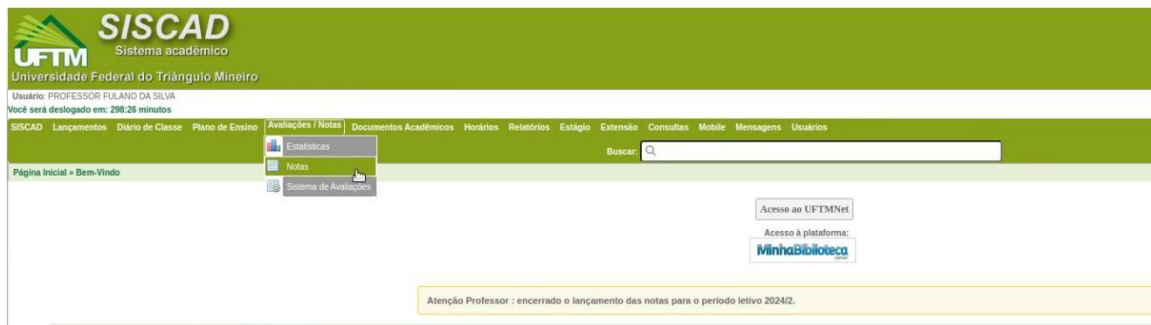 SISCAD
Sistema acadêmico
UFTM
Universidade Federal do Triângulo Mineiro
Usuário: PROFESSOR FULANO DA SILVA
Você será deslogado em: 298:26 minutos
SISCAD Lançamentos Diário de Classe Plano de Ensino Avaliações / Notas Documentos Acadêmicos Horários Relatórios Estágio Extensão Consultas Mobile Mensagens Usuários
Estatísticas
Buscar:
Notas
Página Inicial » Bem-Vindo
Sistema de Avaliações
Acesso ao UFTMNet
Acesso à plataforma:
MinhaBiblioteca
Atenção Professor : encerrado o lançamento das notas para o período letivo 2024/2.